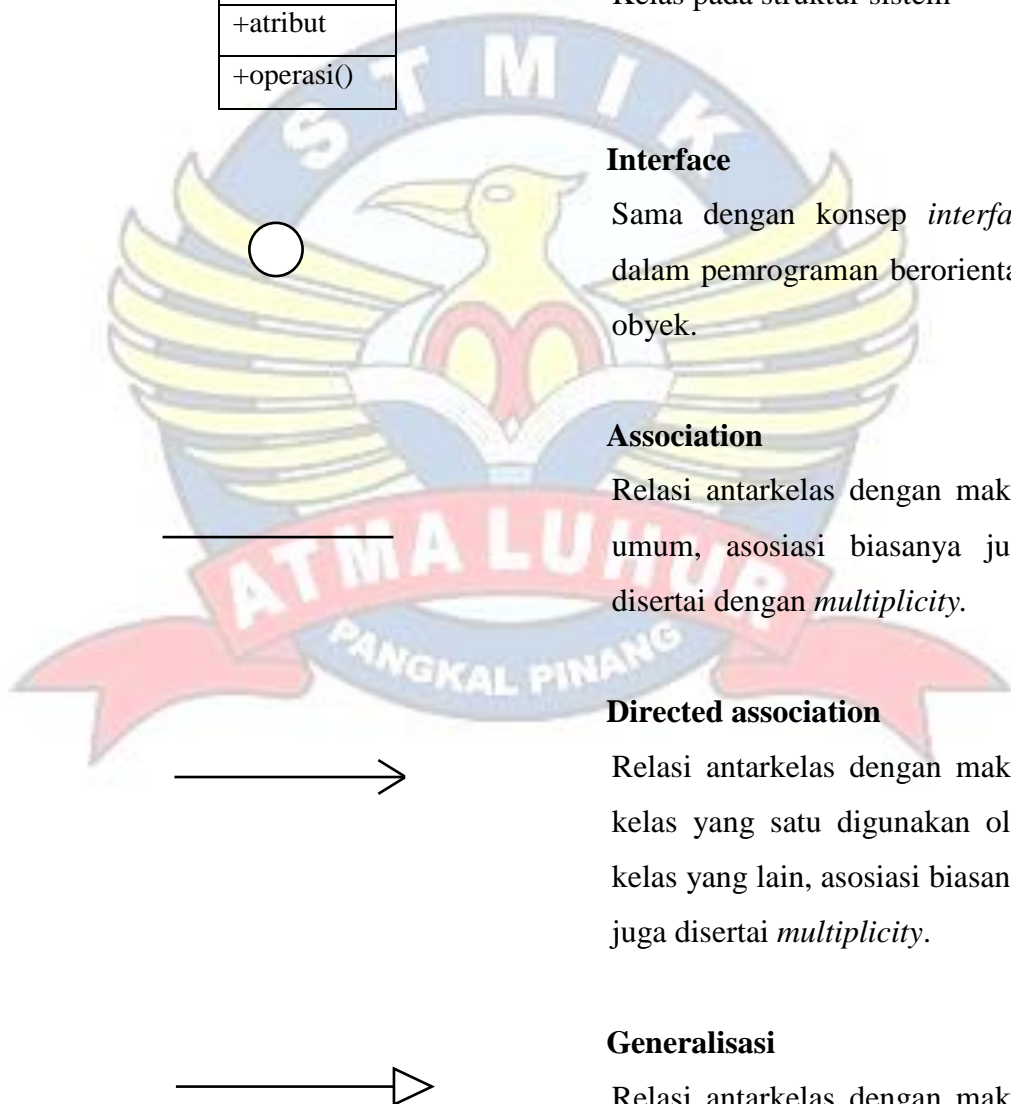 Kelas pada struktur sistem
+atribut
+operasi()
STMIK
Interface
Sama dengan konsep interfa
dalam pemrograman berorienta
obyek.
Association
Relasi antarkelas dengan mak
umum, asosiasi biasanya ju
disertai dengan multiplicity.
ATMA LUHUR
PANGKAL PINANG
Directed association
Relasi antarkelas dengan mak
kelas yang satu digunakan ol
kelas yang lain, asosiasi biasan
juga disertai multiplicity.
Generalisasi
Relasi antarkelas dengan mak